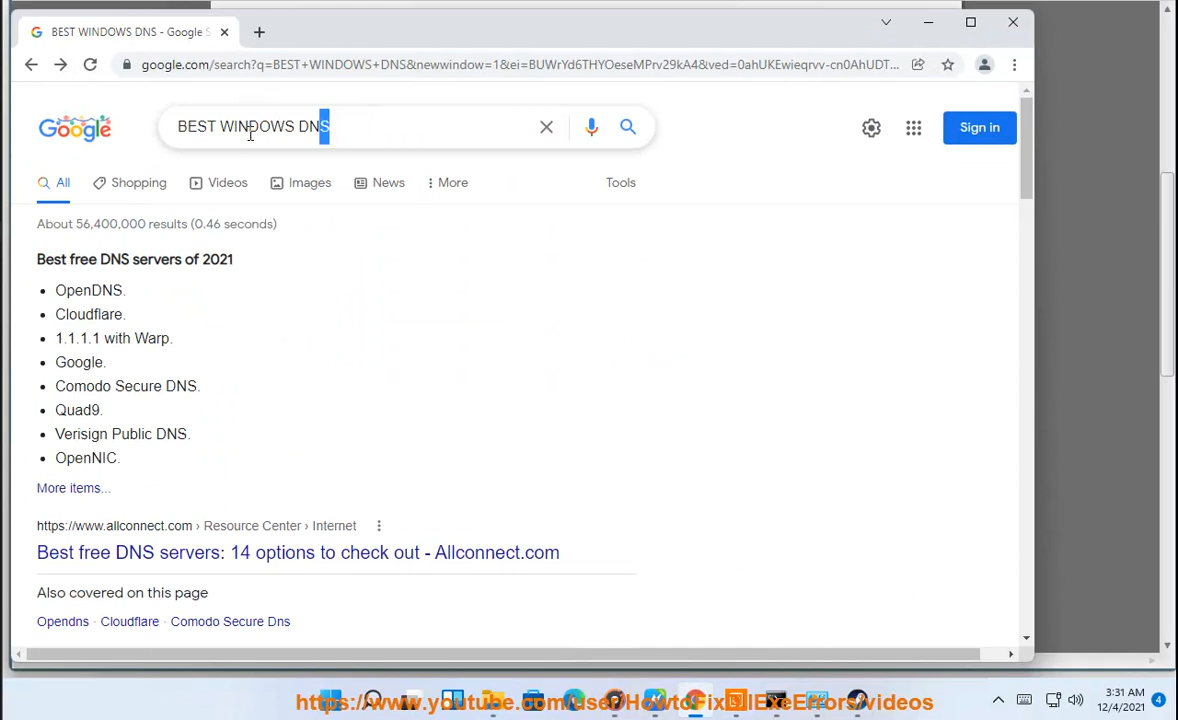 BEST WINDOWS DNS - Google S
google.com/search?q=BEST+WINDOWS+DNS&newwindow=1&ei=BUWrYd6THYOeseMPrv29kA4&ved=0ahUKEwieqrvv-cn0AhUDT...
Google
BEST WINDOWS DNS
Sign in
All
Shopping
Videos
Images
News
More
Tools
About 56,400,000 results (0.46 seconds)
Best free DNS servers of 2021
• OpenDNS.
• Cloudflare.
• 1.1.1.1 with Warp.
• Google.
• Comodo Secure DNS.
• Quad9.
• Verisign Public DNS.
• OpenNIC.
More items...
https://www.allconnect.com › Resource Center › Internet
Best free DNS servers: 14 options to check out - Allconnect.com
Also covered on this page
Opendns · Cloudflare · Comodo Secure Dns
https://www.youtube.com/user/HowtoFixDllExeErrors/videos
3:31 AM
12/4/2021
4